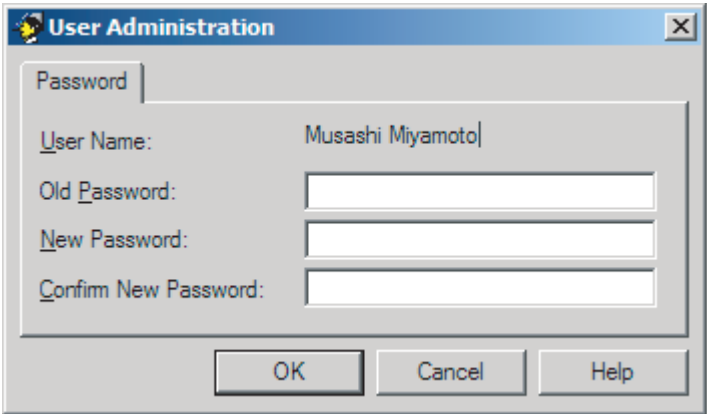 User Administration
Password
User Name: Musashi Miyamoto
Old Password:
New Password:
Confirm New Password:
OK Cancel Help